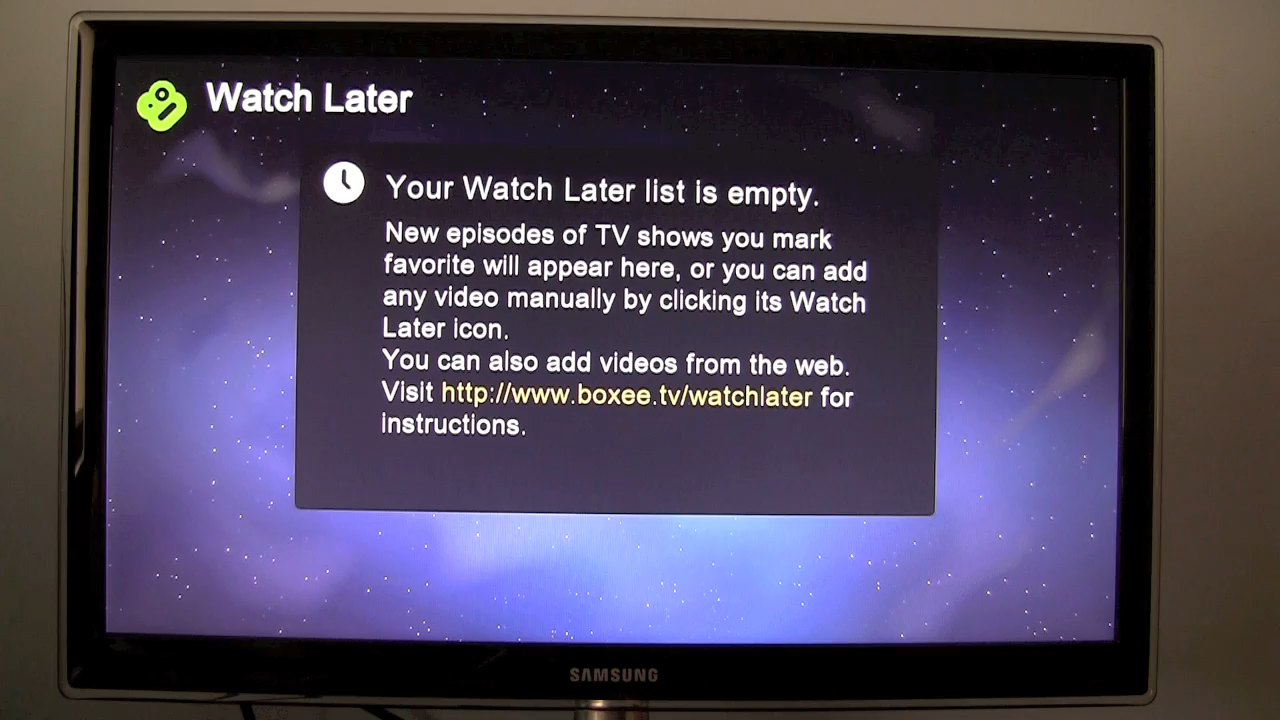 Watch Later
Your Watch Later list is empty.
New episodes of TV shows you mark
favorite will appear here, or you can add
any video manually by clicking its Watch
Later icon.
You can also add videos from the web.
Visit http://www.boxee.tv/watchlater for
instructions.
SAMSUNG